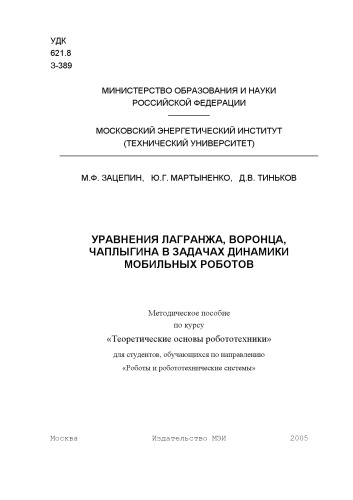 УДК
621.8
З-389
МИНИСТЕРСТВО ОБРАЗОВАНИЯ И НАУКИ
РОССИЙСКОЙ ФЕДЕРАЦИИ
МОСКОВСКИЙ ЭНЕРГЕТИЧЕСКИЙ ИНСТИТУТ
(ТЕХНИЧЕСКИЙ УНИВЕРСИТЕТ)
М.Ф. ЗАЦЕПИН, Ю.Г. МАРТЫНЕНКО, Д.В. ТИНЬКОВ
УРАВНЕНИЯ ЛАГРАНЖА, ВОРОНЦА,
ЧАПЛЫГИНА В ЗАДАЧАХ ДИНАМИКИ
МОБИЛЬНЫХ РОБОТОВ
Методическое пособие
по курсу
«Теоретические основы робототехники»
для студентов, обучающихся по направлению
«Роботы и робототехнические системы»
Москва Издательство МЭИ 2005